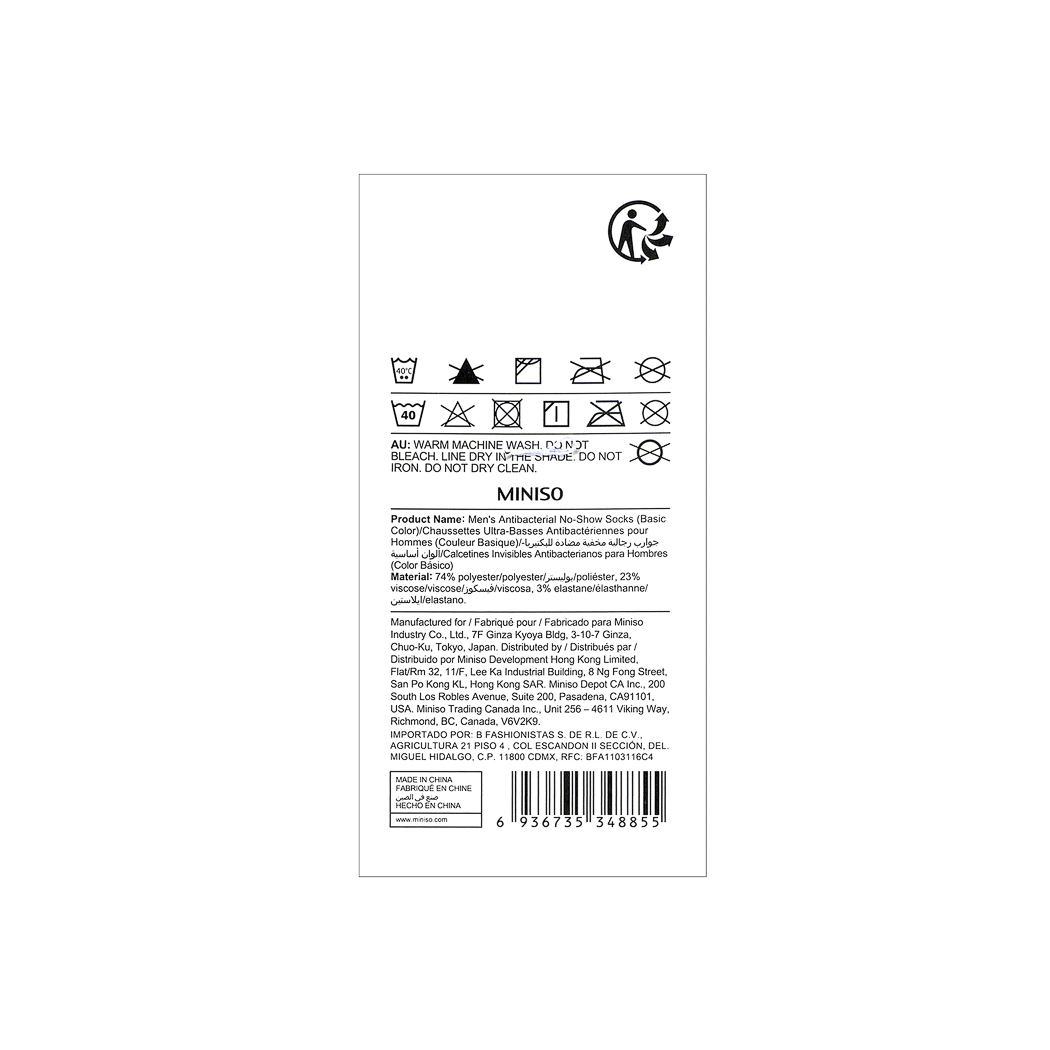 40°C
40
AU: WARM MACHINE WASH. DO NOT
BLEACH. LINE DRY IN THE SHADE. DO NOT
IRON. DO NOT DRY CLEAN.
MINISO
Product Name: Men's Antibacterial No-Show Socks (Basic
Color)/Chaussettes Ultra-Basses Antibactériennes pour
Hommes (Couleur Basique)/جوارب رجالية مخفية مضادة للبكتيريا-
ألوان أساسية/Calcetines Invisibles Antibacterianos para Hombres
(Color Básico)
Material: 74% polyester/polyester/بوليستر/poliéster, 23%
viscose/viscose/فيسكوز/viscosa, 3% elastane/élasthanne/
ايلاستين/elastano.
Manufactured for / Fabriqué pour / Fabricado para Miniso
Industry Co., Ltd., 7F Ginza Kyoya Bldg, 3-10-7 Ginza,
Chuo-Ku, Tokyo, Japan. Distributed by / Distribués par /
Distribuido por Miniso Development Hong Kong Limited,
Flat/Rm 32, 11/F, Lee Ka Industrial Building, 8 Ng Fong Street,
San Po Kong KL, Hong Kong SAR. Miniso Depot CA Inc., 200
South Los Robles Avenue, Suite 200, Pasadena, CA91101,
USA. Miniso Trading Canada Inc., Unit 256 – 4611 Viking Way,
Richmond, BC, Canada, V6V2K9.
IMPORTADO POR: B FASHIONISTAS S. DE R.L. DE C.V.,
AGRICULTURA 21 PISO 4 , COL ESCANDON II SECCIÓN, DEL.
MIGUEL HIDALGO, C.P. 11800 CDMX, RFC: BFA1103116C4
MADE IN CHINA
FABRIQUÉ EN CHINE
صنع في الصين
HECHO EN CHINA
www.miniso.com
6 936735 348855